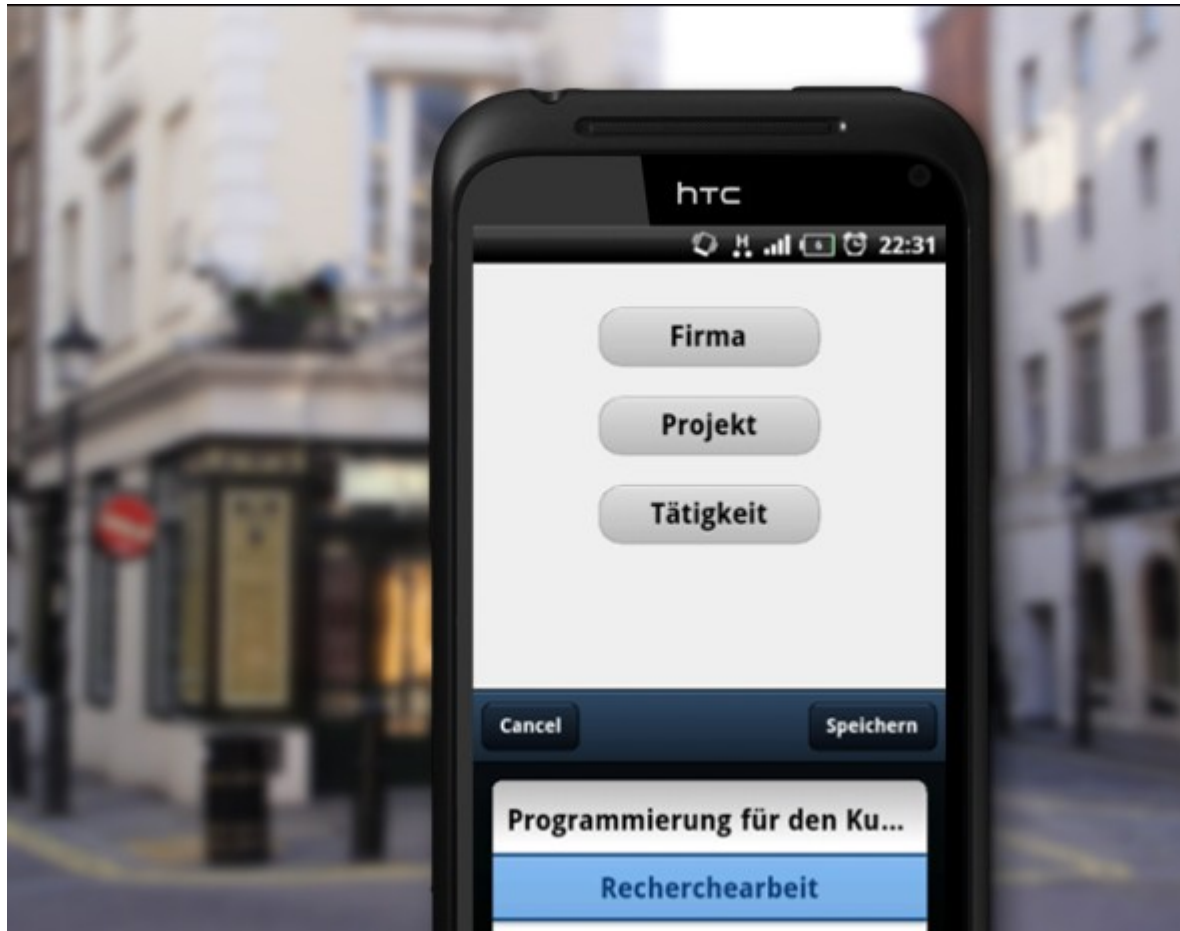 hTC
22:31
Firma
Projekt
Tätigkeit
Cancel
Speichern
Programmierung für den Ku...
Recherchearbeit